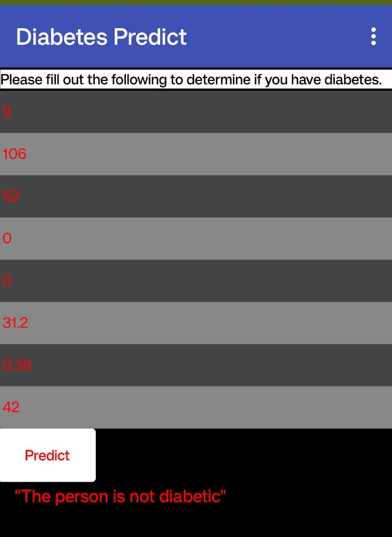 Diabetes Predict
Please fill out the following to determine if you have diabetes.
9
106
52
0
0
31.2
0.38
42
Predict
"The person is not diabetic"